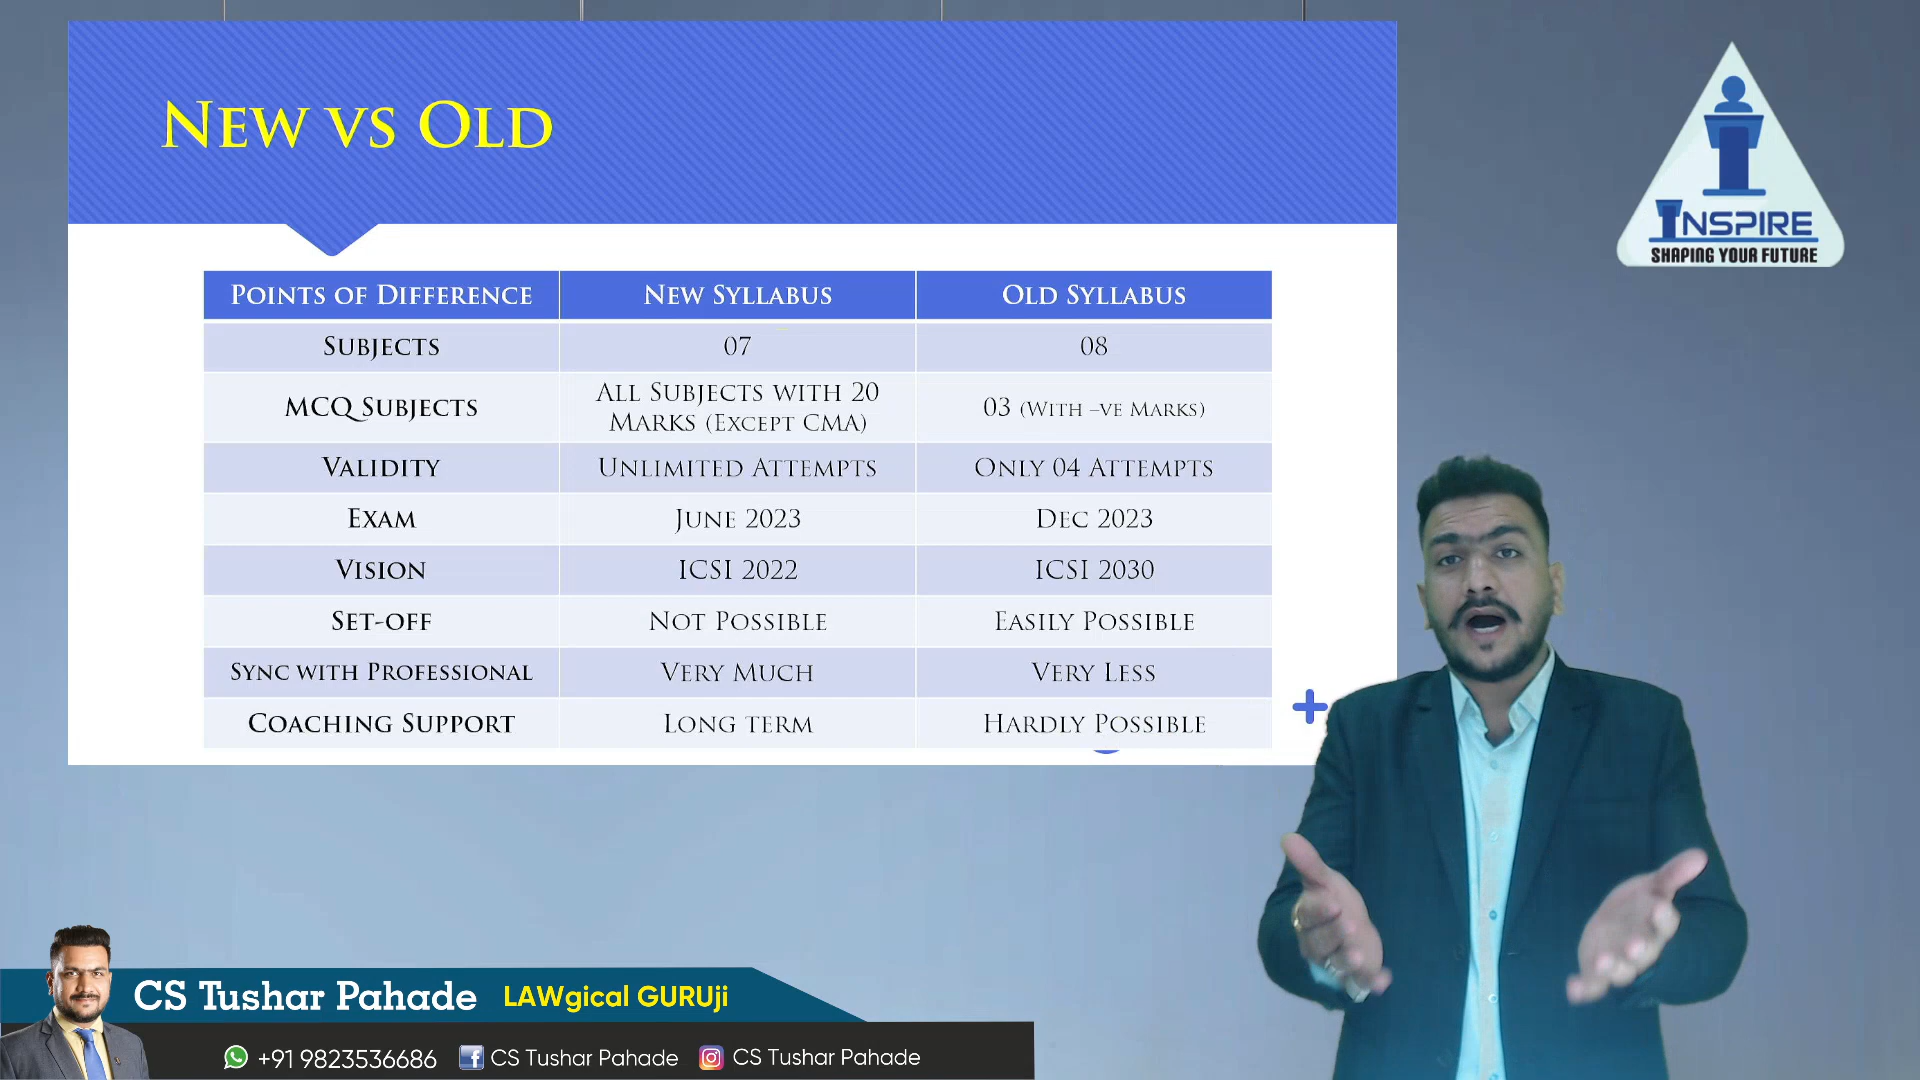 New vs Old
Points of Difference New Syllabus Old Syllabus
Subjects 07 08
MCQ Subjects All Subjects with 20 Marks (Except CMA) 03 (With –ve Marks)
Validity Unlimited Attempts Only 04 Attempts
Exam June 2023 Dec 2023
Vision ICSI 2022 ICSI 2030
Set-off Not Possible Easily Possible
Sync with Professional Very Much Very Less
Coaching Support Long term Hardly Possible
INSPIRE
SHAPING YOUR FUTURE
CS Tushar Pahade LAWgical GURUji
+91 9823536686 CS Tushar Pahade CS Tushar Pahade